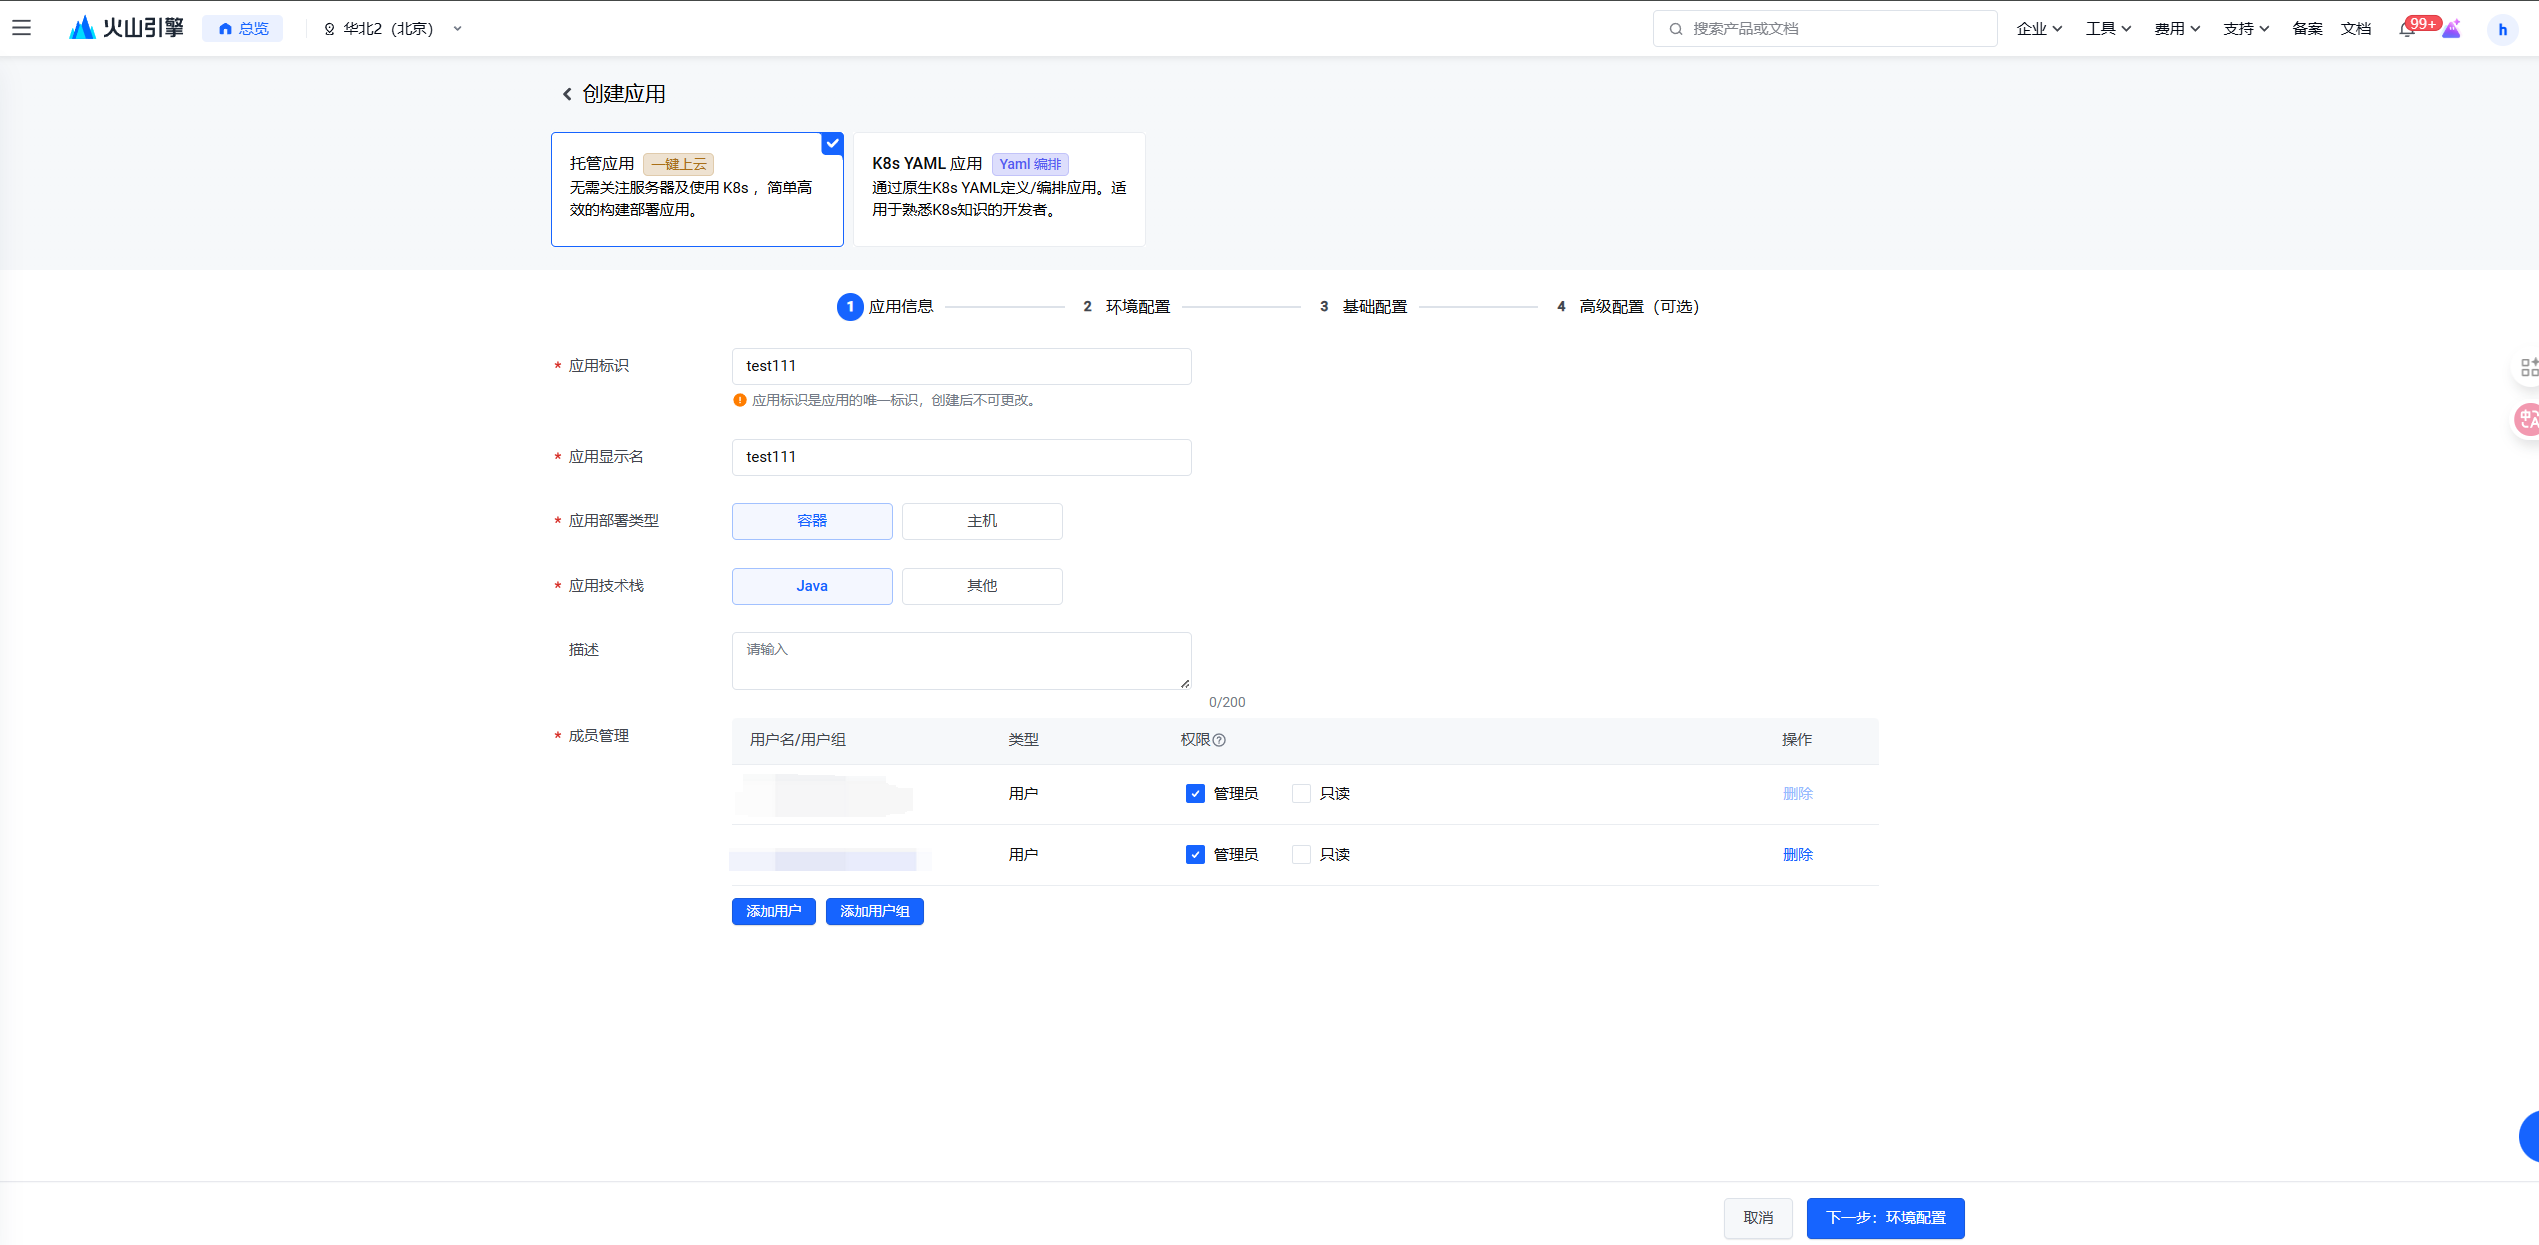 火山引擎 总览 华北2（北京） 搜索产品或文档 企业 工具 费用 支持 备案 文档 99+ h
创建应用
托管应用 一键上云
无需关注服务器及使用 K8s ，简单高
效的构建部署应用。
K8s YAML 应用 Yaml 编排
通过原生K8s YAML定义/编排应用。适
用于熟悉K8s知识的开发者。
1 应用信息 2 环境配置 3 基础配置 4 高级配置（可选）
* 应用标识 test111
应用标识是应用的唯一标识，创建后不可更改。
* 应用显示名 test111
* 应用部署类型 容器 主机
* 应用技术栈 Java 其他
描述 请输入
0/200
* 成员管理 用户名/用户组 类型 权限 操作
用户 管理员 只读 删除
用户 管理员 只读 删除
添加用户 添加用户组
取消 下一步：环境配置